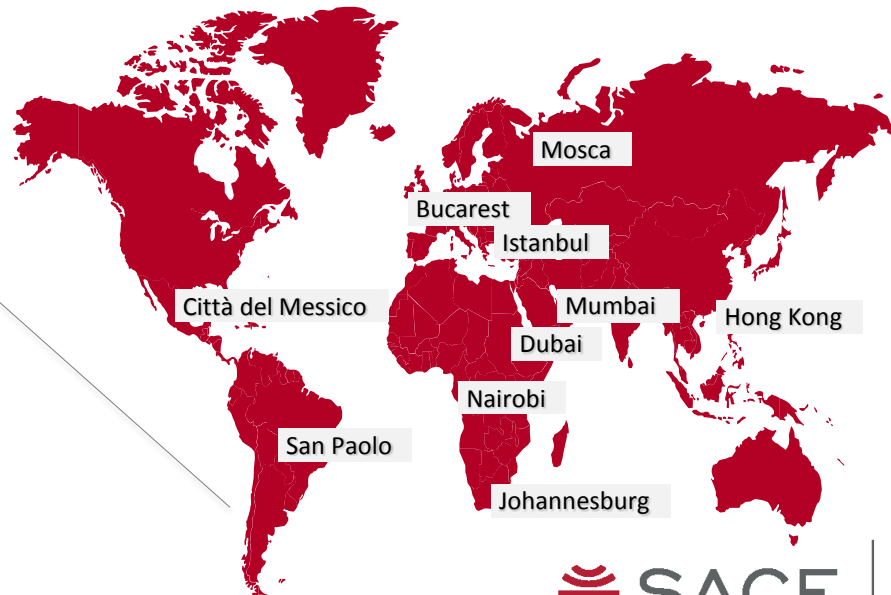 Mosca
Bucarest
Istanbul
Città del Messico
Mumbai
Hong Kong
Dubai
Nairobi
San Paolo
Johannesburg
SACE